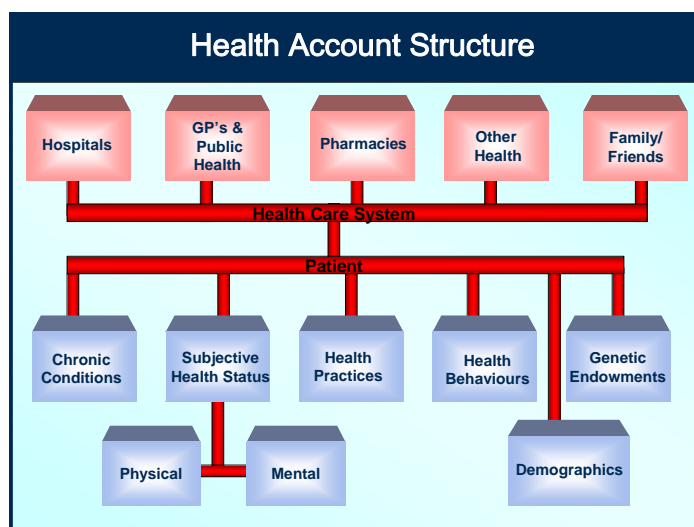 Health Account Structure
Hospitals
GP's &
Public
Health
Pharmacies
Other
Health
Family/
Friends
Health Care System
Patient
Chronic
Conditions
Subjective
Health Status
Health
Practices
Health
Behaviours
Genetic
Endowments
Physical
Mental
Demographics